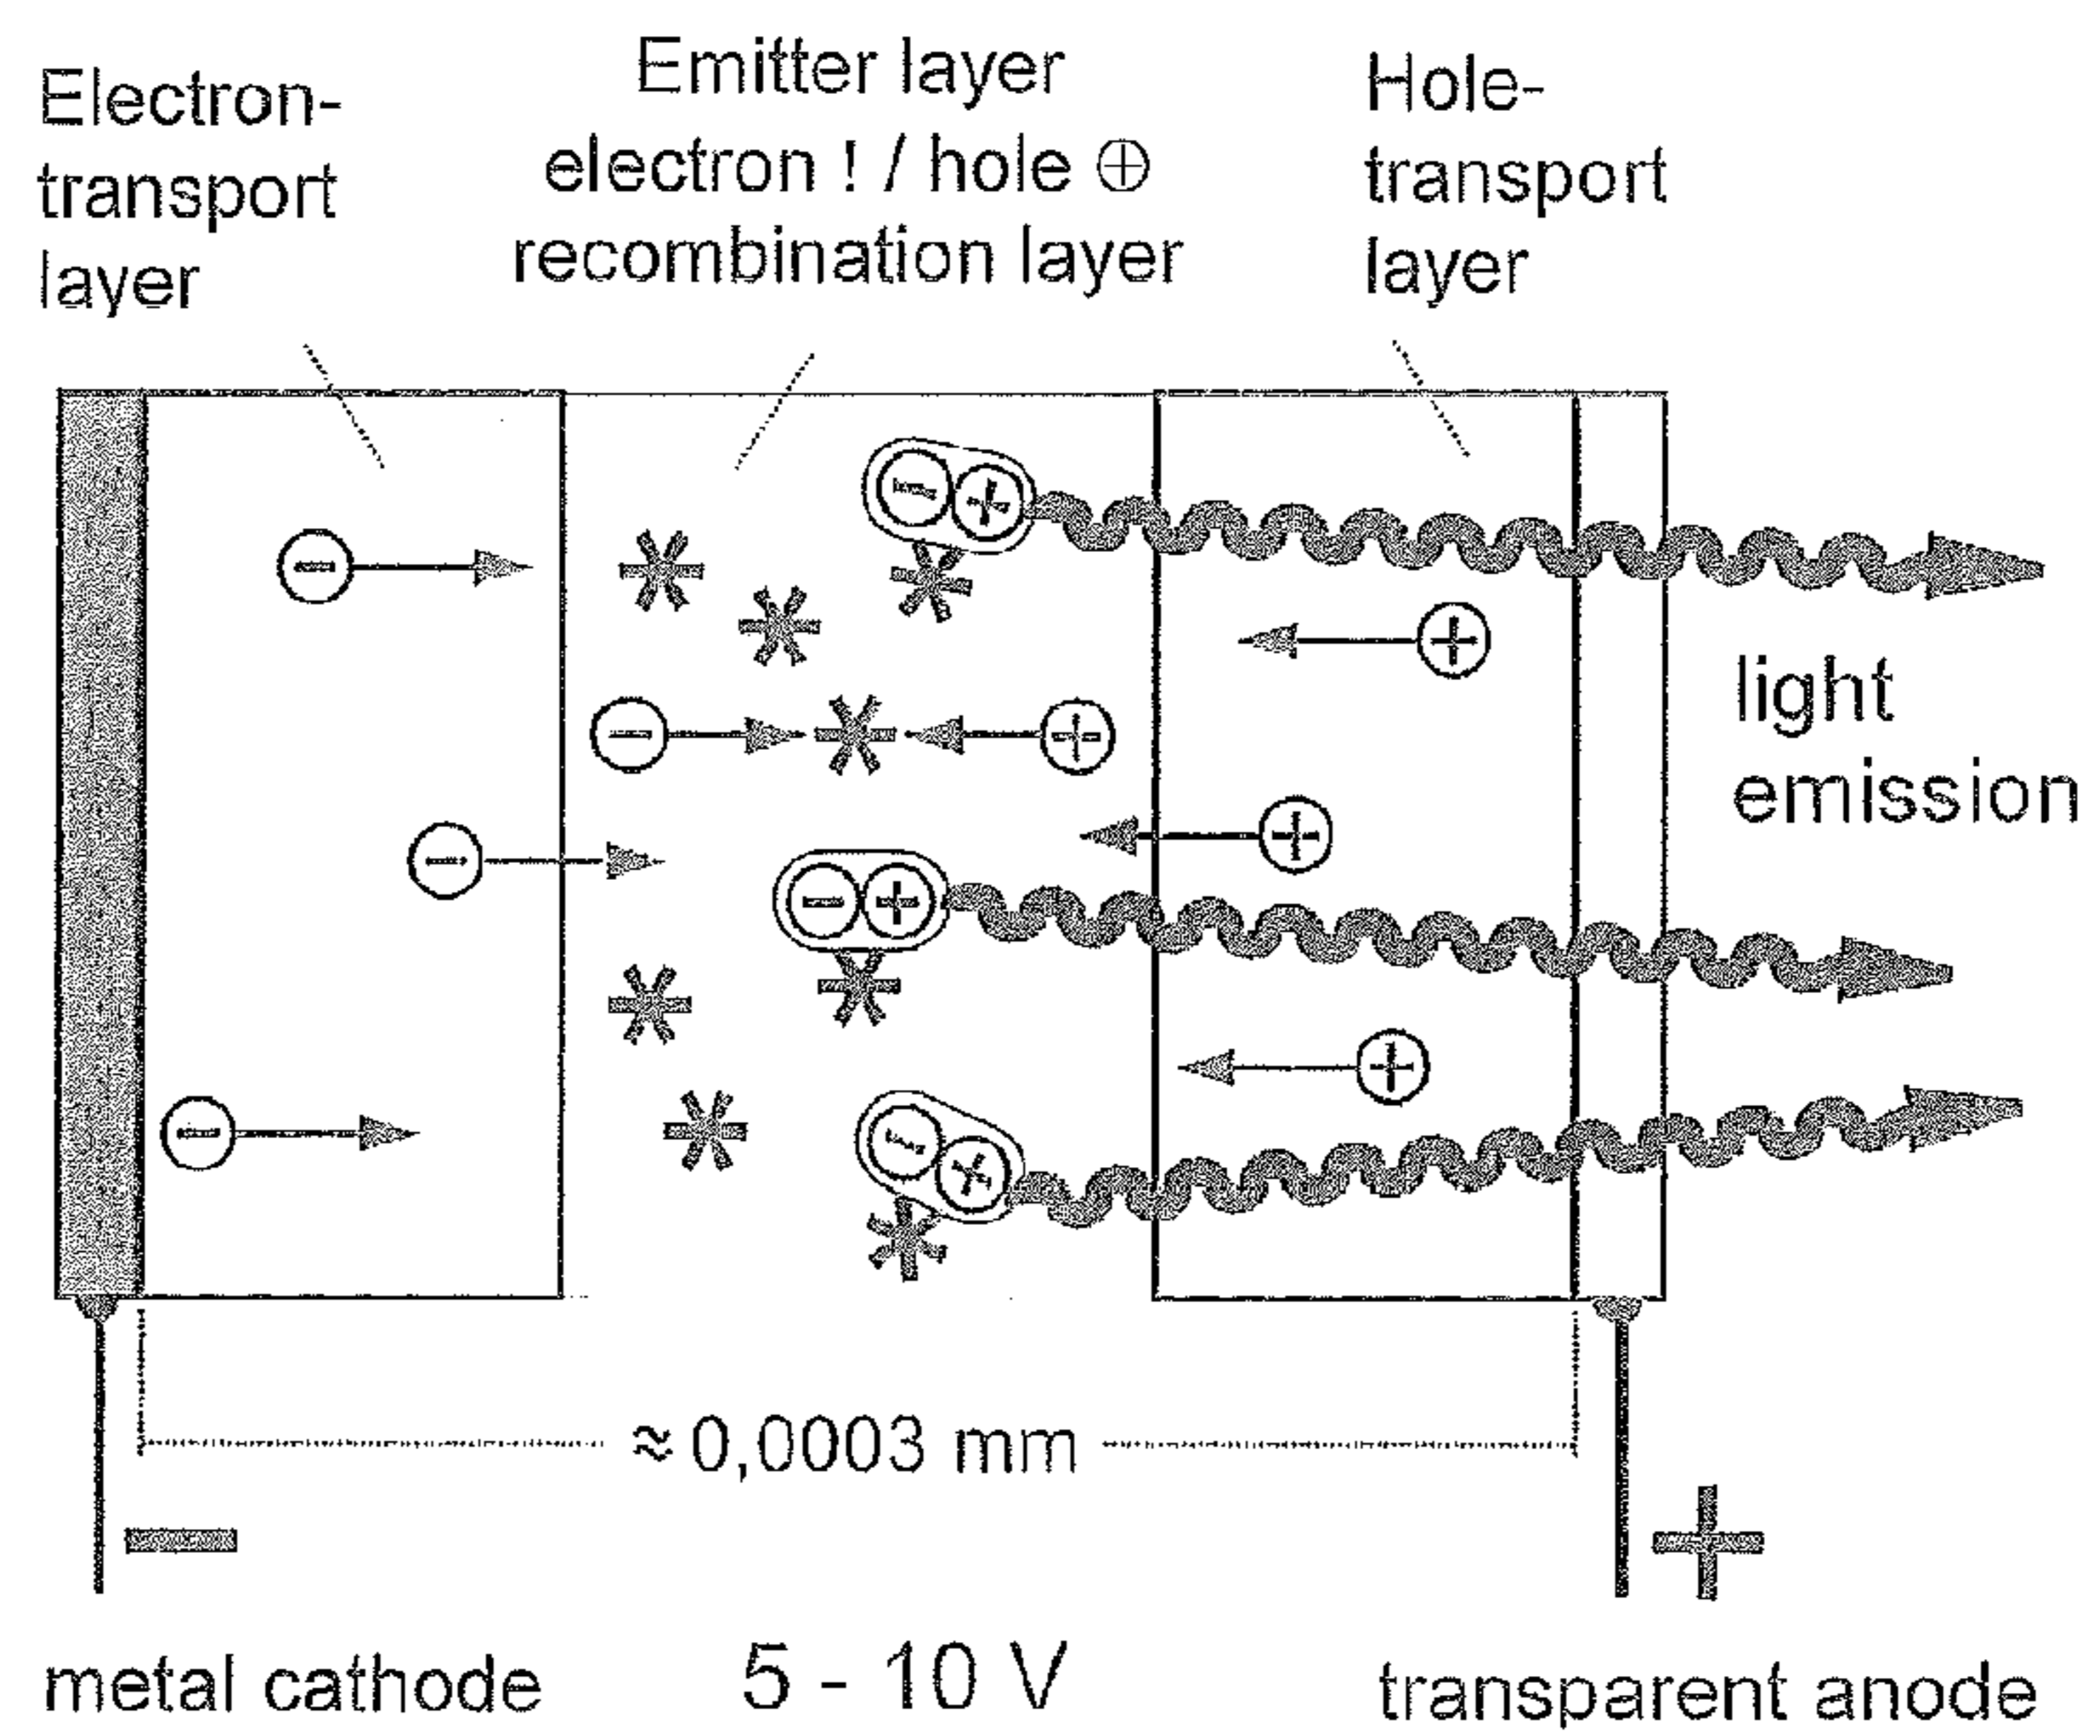 Electron-
transport
layer
Emitter layer
electron ! / hole ⊕
recombination layer
Hole-
transport
layer
light
emission
≈ 0,0003 mm
metal cathode
5 - 10 V
transparent anode